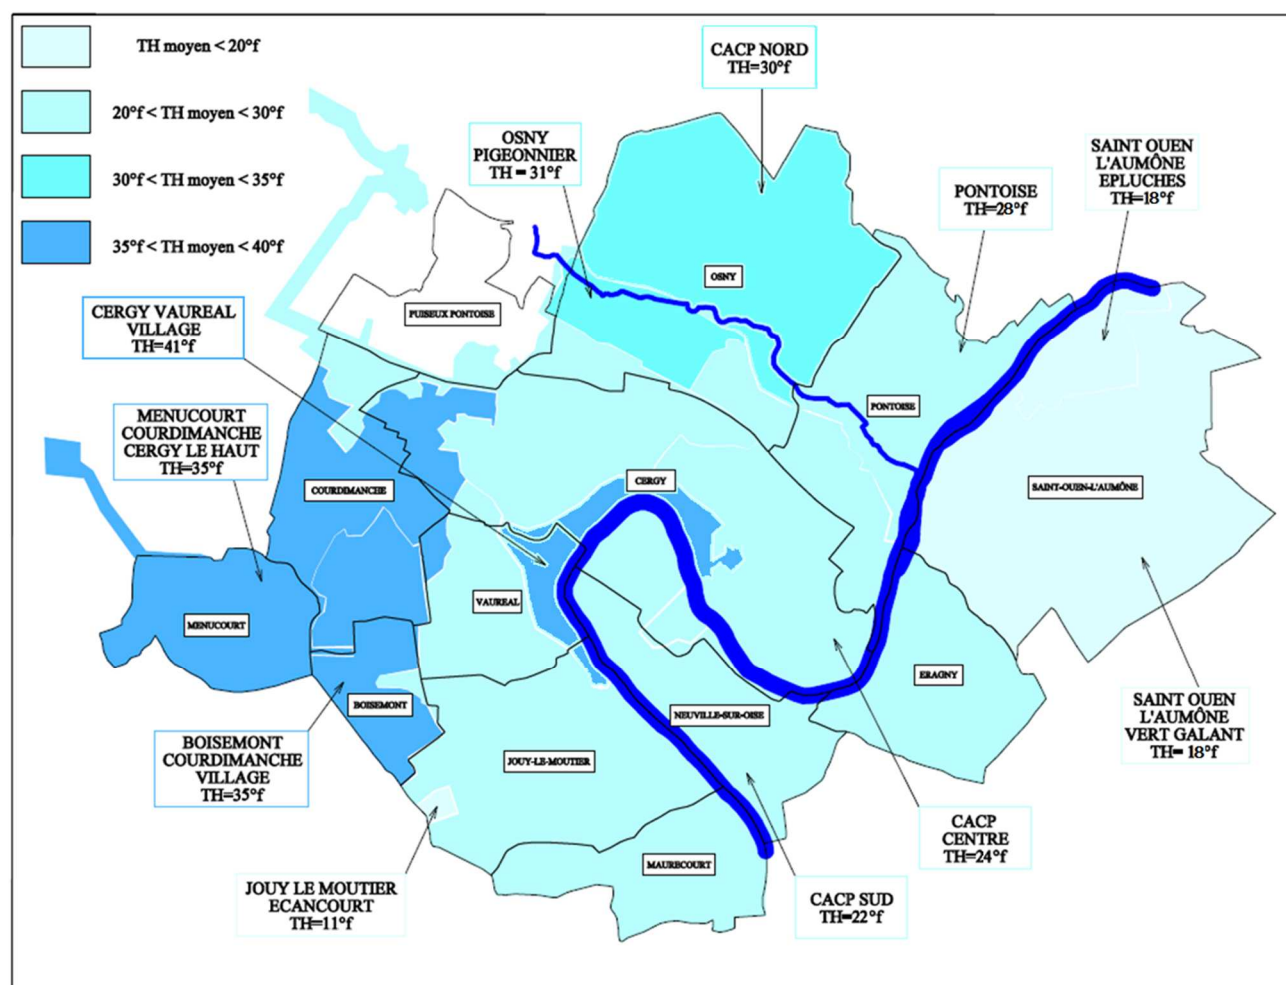 TH moyen < 20°f
20°f < TH moyen < 30°f
30°f < TH moyen < 35°f
35°f < TH moyen < 40°f
CACP NORD
TH=30°f
OSNY
PIGEONNIER
TH = 31°f
SAINT OUEN
L'AUMÔNE
EPLUCHES
TH=18°f
PONTOISE
TH=28°f
CERGY VAUREAL
VILLAGE
TH=41°f
MENUCOURT
COURDIMANCHE
CERGY LE HAUT
TH=35°f
PUISEUX PONTOISE
OSNY
PONTOISE
COURDIMANCHE
CERGY
SAINT-OUEN-L'AUMÔNE
VAUREAL
MENUCOURT
BOISEMONT
ERAGNY
NEUVILLE-SUR-OISE
JOUY-LE-MOUTIER
MAURECOURT
BOISEMONT
COURDIMANCHE
VILLAGE
TH=35°f
SAINT OUEN
L'AUMÔNE
VERT GALANT
TH= 18°f
CACP
CENTRE
TH=24°f
JOUY LE MOUTIER
ECANCOURT
TH=11°f
CACP SUD
TH=22°f